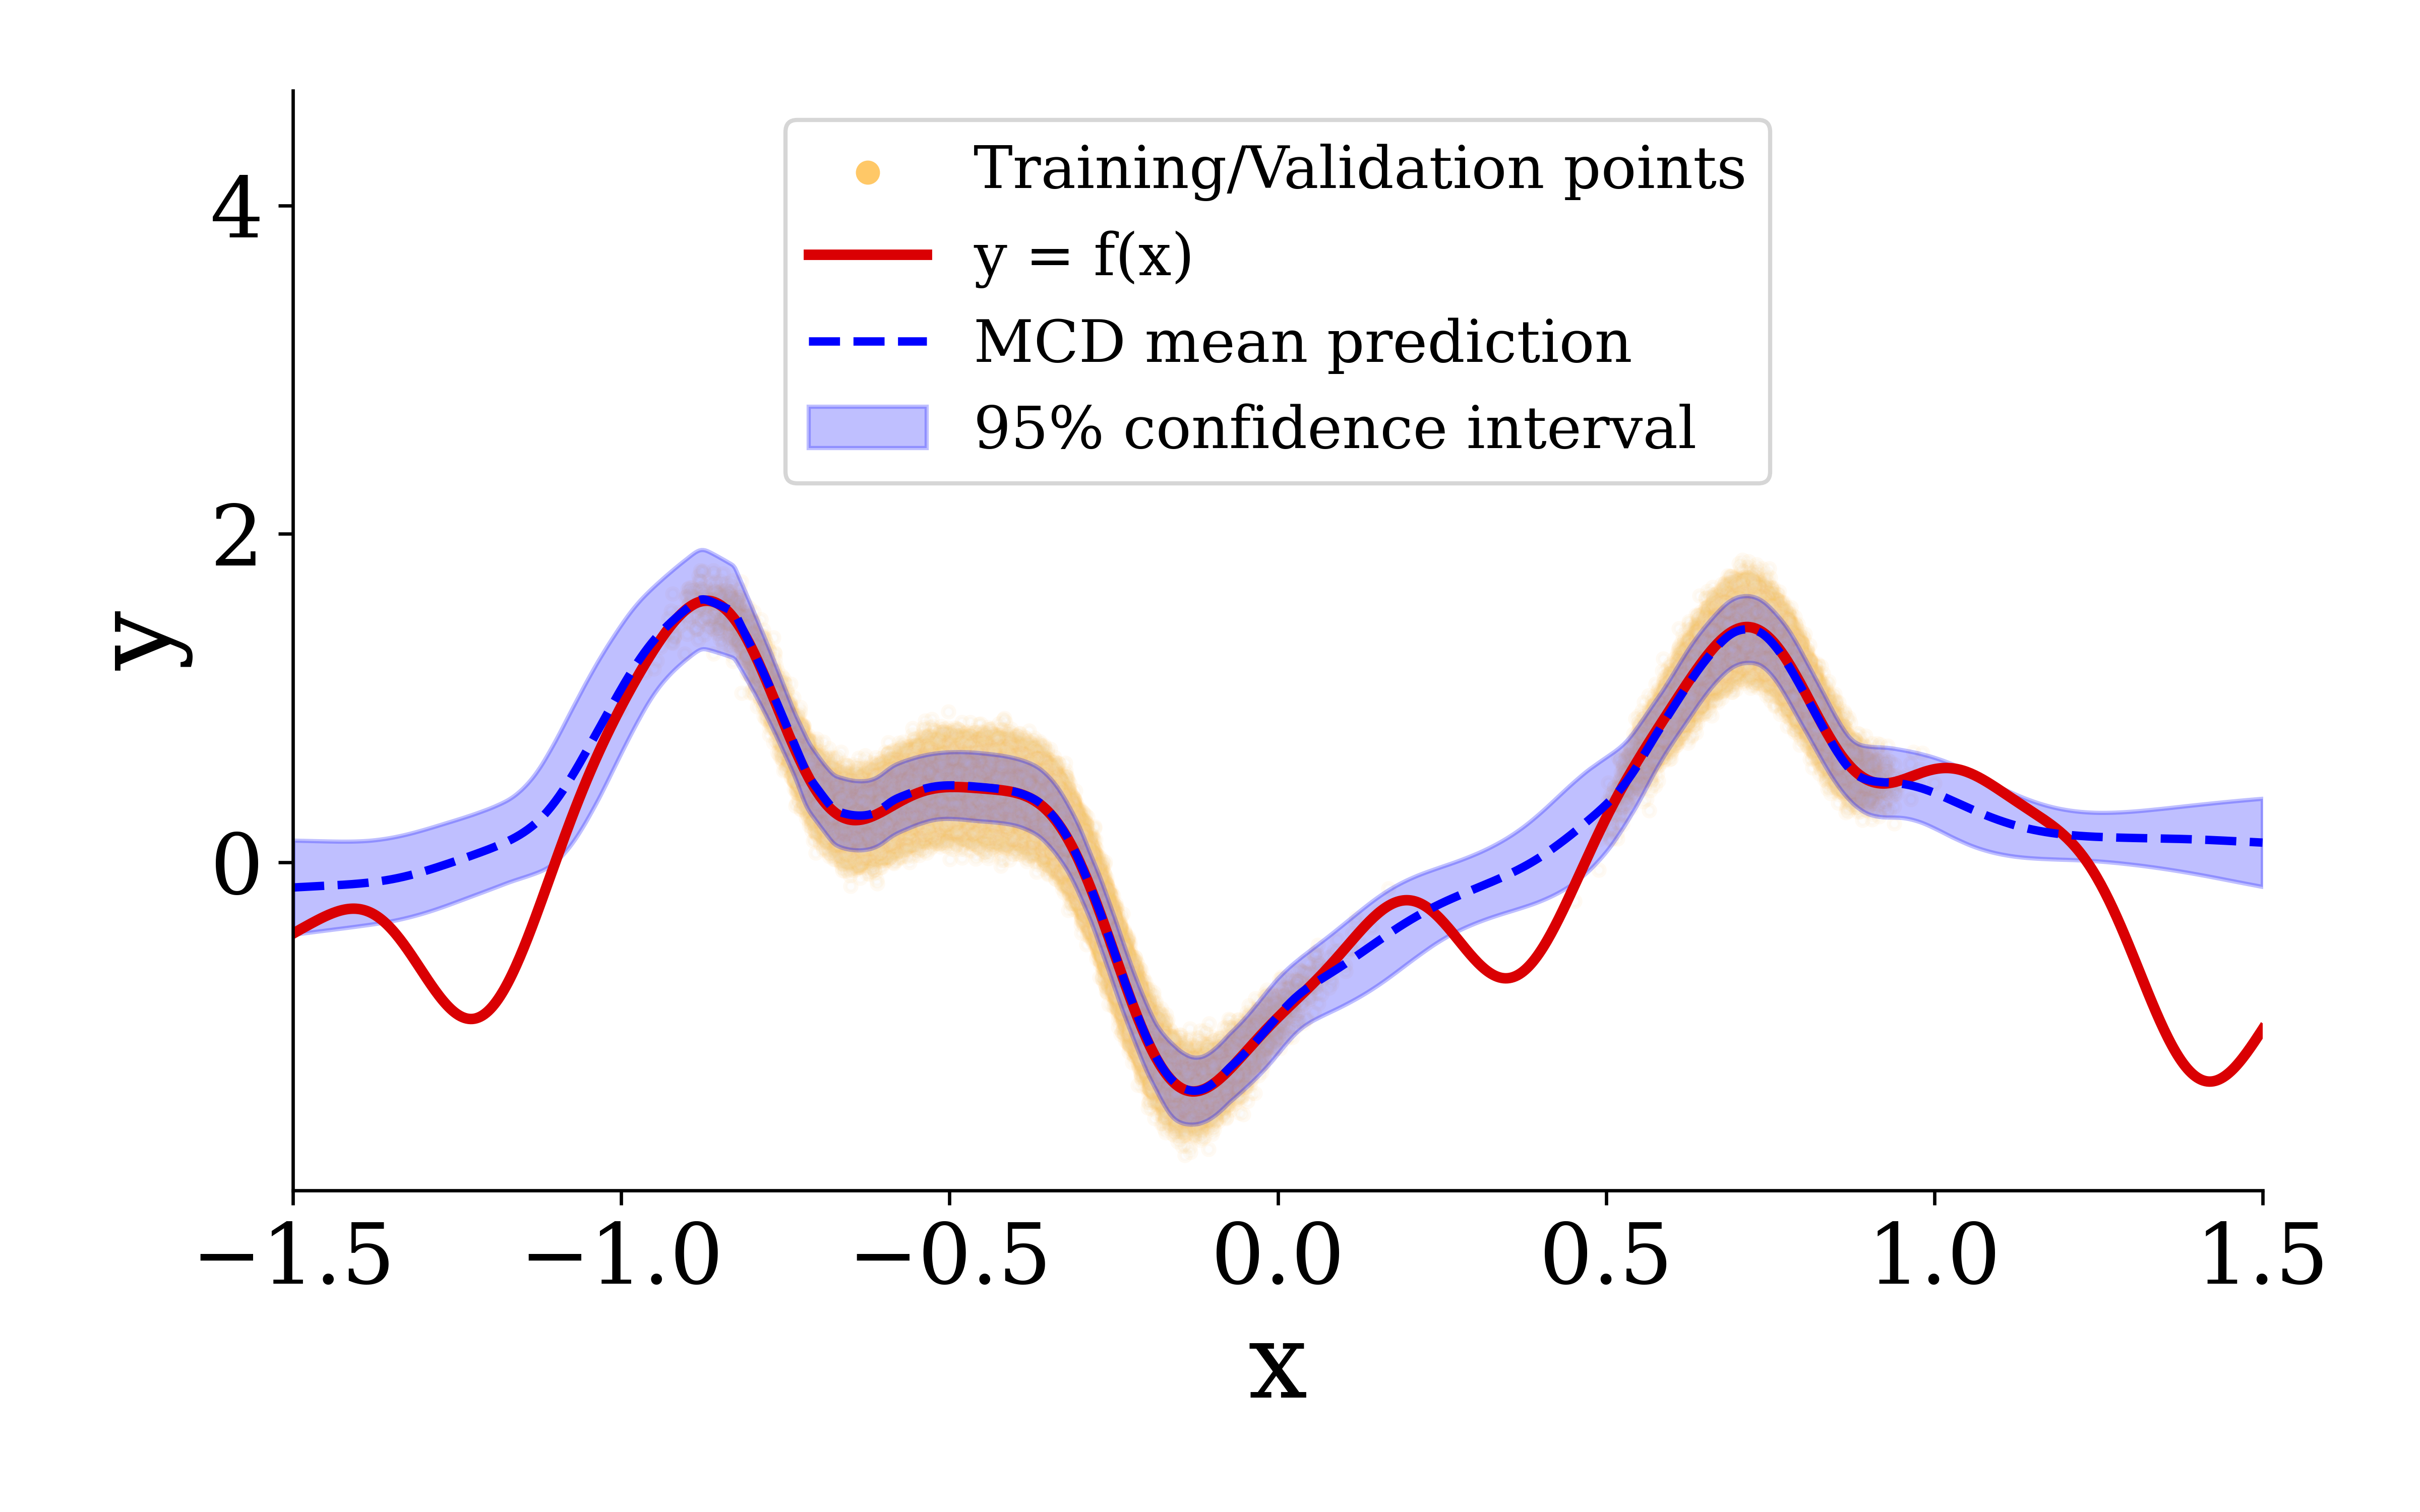 Training/Validation points
y = f(x)
MCD mean prediction
95% confidence interval
4
2
0
y
−1.5 −1.0 −0.5 0.0 0.5 1.0 1.5
x